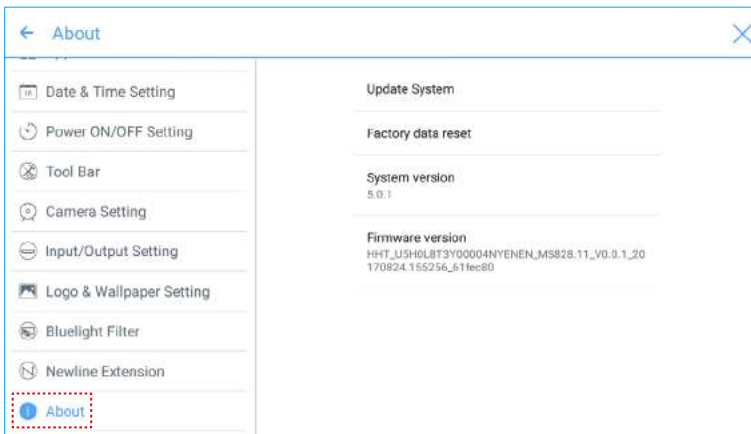 About
Date & Time Setting
Power ON/OFF Setting
Tool Bar
Camera Setting
Input/Output Setting
Logo & Wallpaper Setting
Bluelight Filter
Newline Extension
About
Update System
Factory data reset
System version
5.0.1
Firmware version
HHT_U5H0L8T3Y00004NYENEN_MS828.11_V0.0.1_20
170824.155256_61fec80